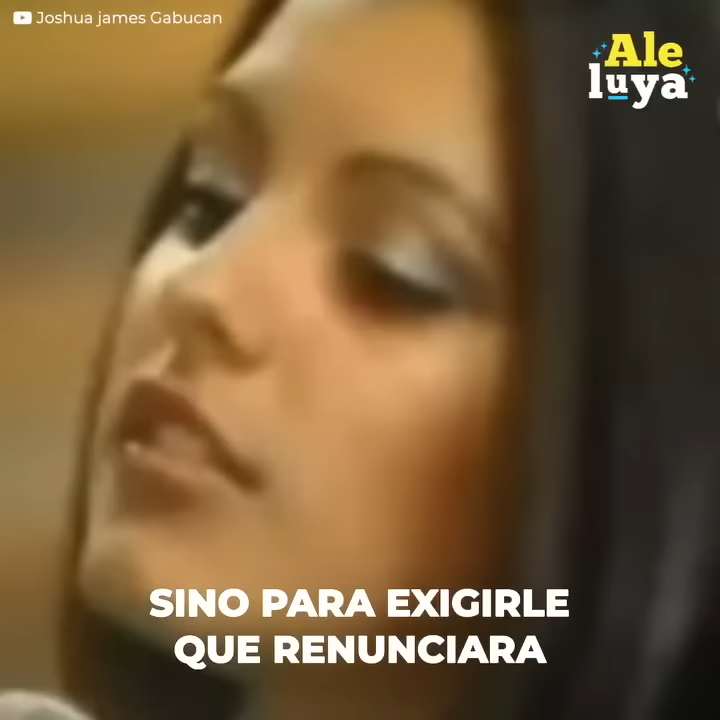 Joshua james Gabucan
Ale
luya
SINO PARA EXIGIRLE
QUE RENUNCIARA